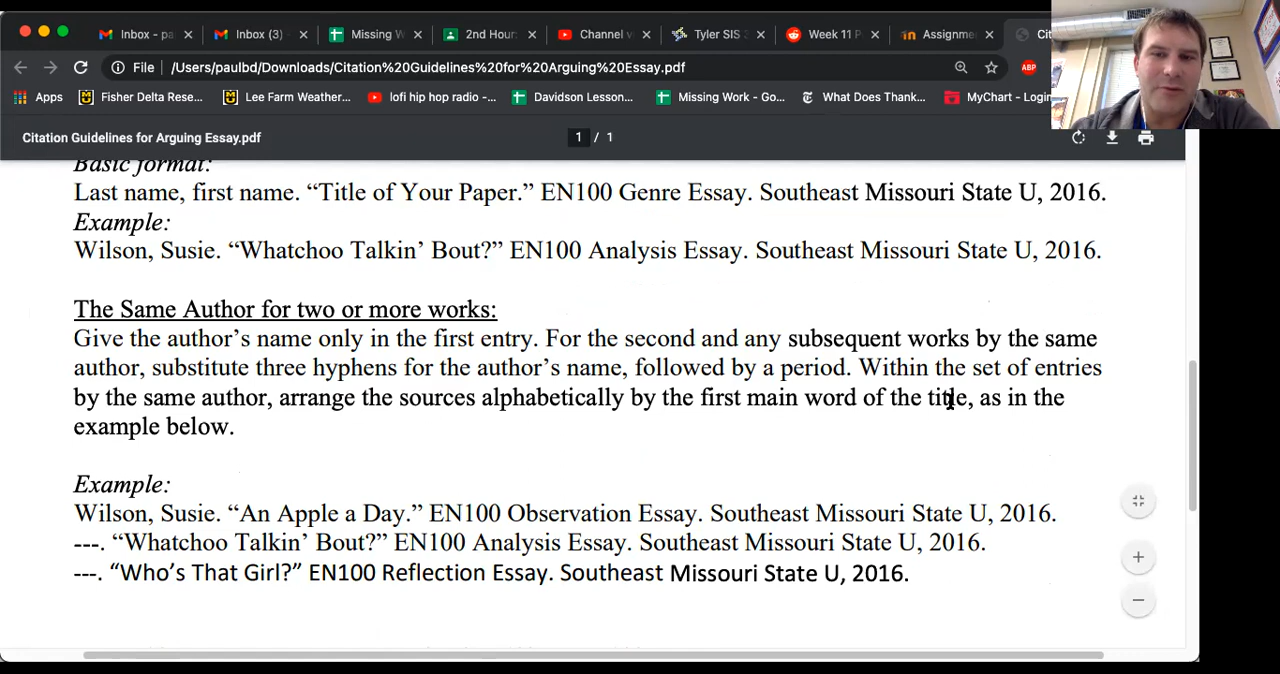 Inbox - pa
Inbox (3)
Missing W
2nd Hour:
Channel v
Tyler SIS
Week 11 P
Assignme
Cit
File /Users/paulbd/Downloads/Citation%20Guidelines%20for%20Arguing%20Essay.pdf
ABP
Apps
Fisher Delta Rese...
Lee Farm Weather...
lofi hip hop radio -...
Davidson Lesson...
Missing Work - Go...
What Does Thank...
MyChart - Login
Citation Guidelines for Arguing Essay.pdf
1 / 1
Basic format:
Last name, first name. “Title of Your Paper.” EN100 Genre Essay. Southeast Missouri State U, 2016.
Example:
Wilson, Susie. “Whatchoo Talkin’ Bout?” EN100 Analysis Essay. Southeast Missouri State U, 2016.
The Same Author for two or more works:
Give the author’s name only in the first entry. For the second and any subsequent works by the same
author, substitute three hyphens for the author’s name, followed by a period. Within the set of entries
by the same author, arrange the sources alphabetically by the first main word of the title, as in the
example below.
Example:
Wilson, Susie. “An Apple a Day.” EN100 Observation Essay. Southeast Missouri State U, 2016.
---. “Whatchoo Talkin’ Bout?” EN100 Analysis Essay. Southeast Missouri State U, 2016.
---. “Who’s That Girl?” EN100 Reflection Essay. Southeast Missouri State U, 2016.